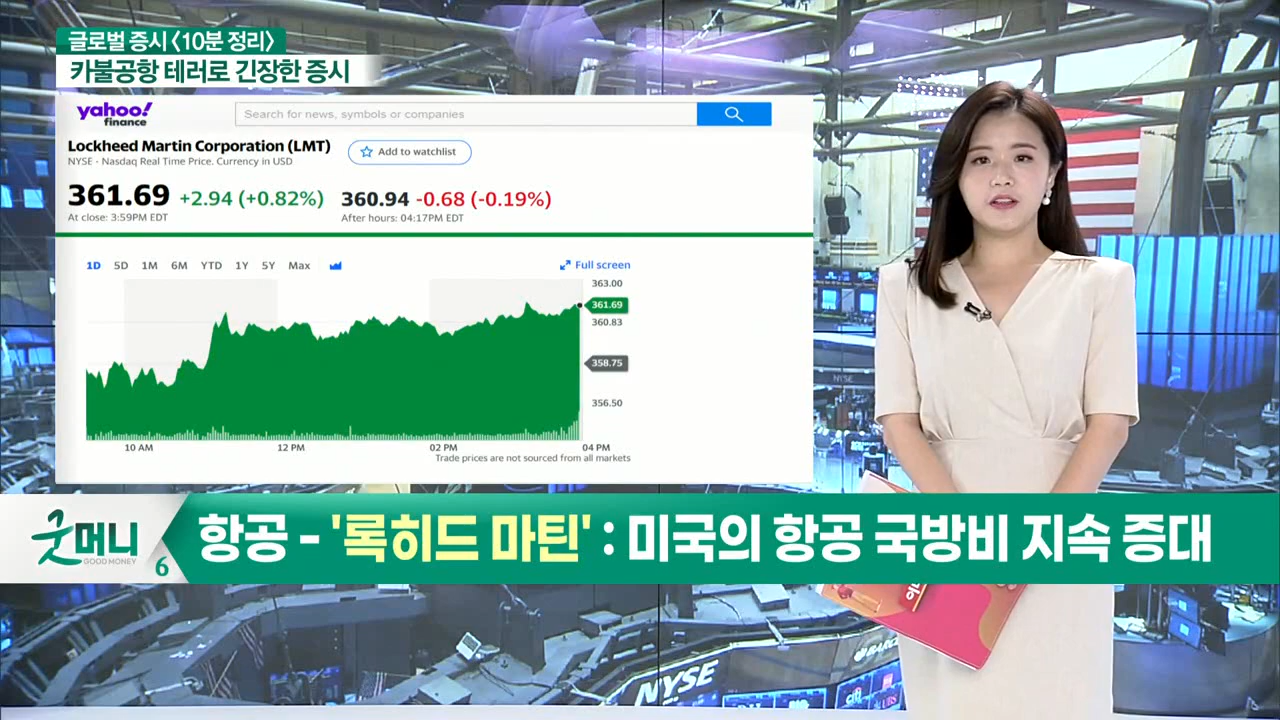 글로벌 증시 <10분 정리>
카불공항 테러로 긴장한 증시
yahoo!
finance
Search for news, symbols or companies
Lockheed Martin Corporation (LMT)
Add to watchlist
NYSE - Nasdaq Real Time Price. Currency in USD
361.69 +2.94 (+0.82%) 360.94 -0.68 (-0.19%)
At close: 3:59PM EDT After hours: 04:17PM EDT
1D 5D 1M 6M YTD 1Y 5Y Max Full screen
363.00
361.69
360.83
358.75
356.50
10 AM 12 PM 02 PM 04 PM
Trade prices are not sourced from all markets
NYSE
굿머니
GOOD MONEY
6
항공 - '록히드 마틴' : 미국의 항공 국방비 지속 증대
NYSE
citi